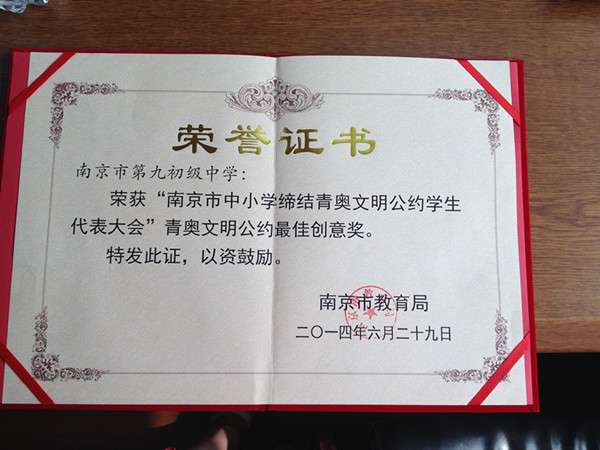 荣誉证书
南京市第九初级中学：
荣获“南京市中小学缔结青奥文明公约学生
代表大会”青奥文明公约最佳创意奖。
特发此证，以资鼓励。
南京市教育局
二〇一四年六月二十九日